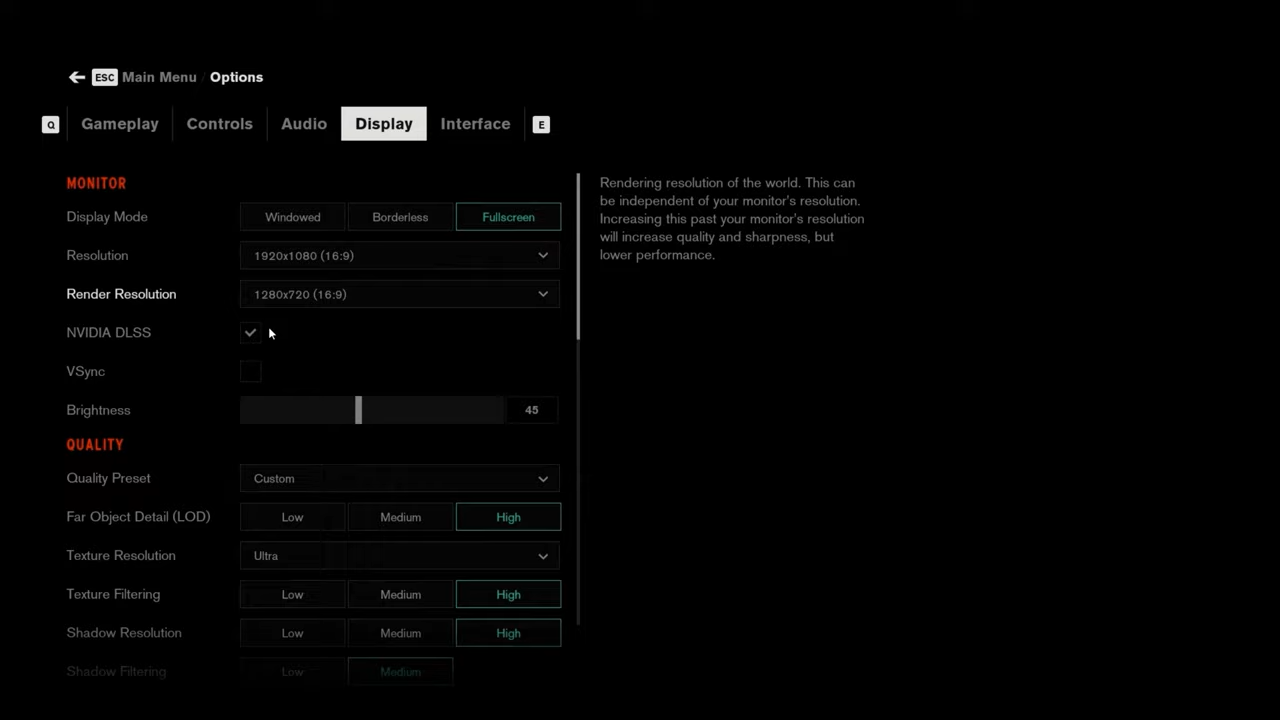 ESC Main Menu / Options
Q Gameplay Controls Audio Display Interface E
MONITOR
Display Mode Windowed Borderless Fullscreen
Resolution 1920x1080 (16:9)
Render Resolution 1280x720 (16:9)
NVIDIA DLSS
VSync
Brightness 45
QUALITY
Quality Preset Custom
Far Object Detail (LOD) Low Medium High
Texture Resolution Ultra
Texture Filtering Low Medium High
Shadow Resolution Low Medium High
Shadow Filtering Low Medium
Rendering resolution of the world. This can
be independent of your monitor's resolution.
Increasing this past your monitor's resolution
will increase quality and sharpness, but
lower performance.